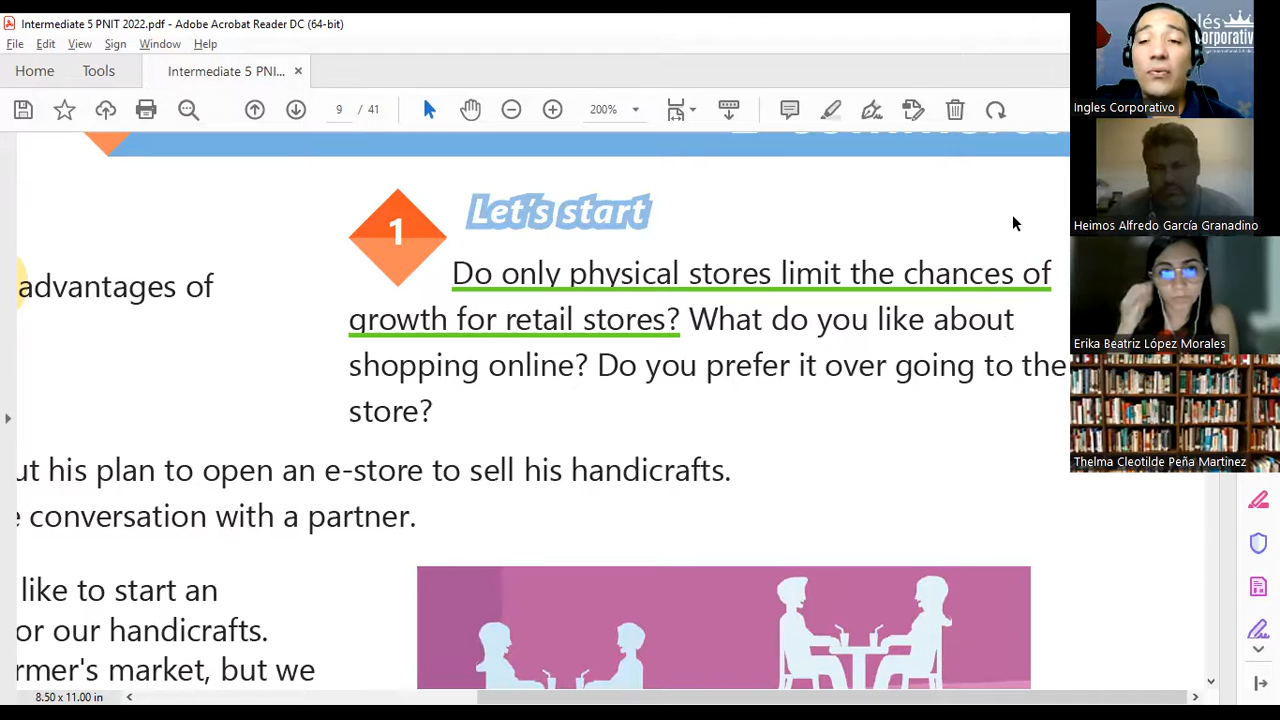 Intermediate 5 PNIT 2022.pdf - Adobe Acrobat Reader DC (64-bit)
File Edit View Sign Window Help
Home Tools Intermediate 5 PNI... ×
9 / 41 200%
Inglés Corporativo
Ingles Corporativo
Heimos Alfredo García Granadino
Erika Beatriz López Morales
Thelma Cleotilde Peña Martinez
1 Let's start
advantages of
Do only physical stores limit the chances of
growth for retail stores? What do you like about
shopping online? Do you prefer it over going to the
store?
ut his plan to open an e-store to sell his handicrafts.
e conversation with a partner.
like to start an
or our handicrafts.
rmer's market, but we
8.50 x 11.00 in